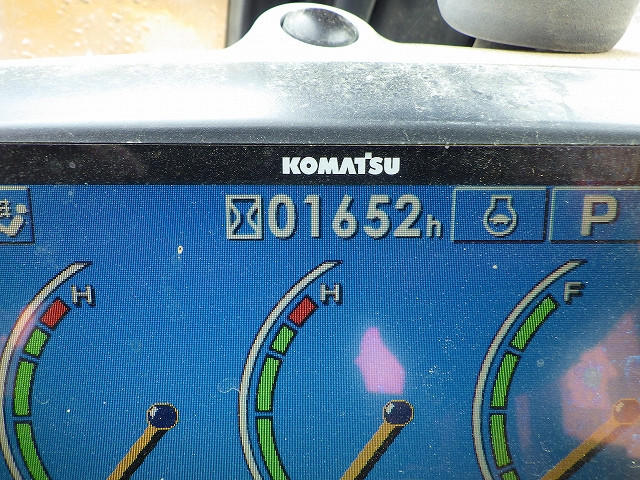 KOMATSU
01652h P
H H F